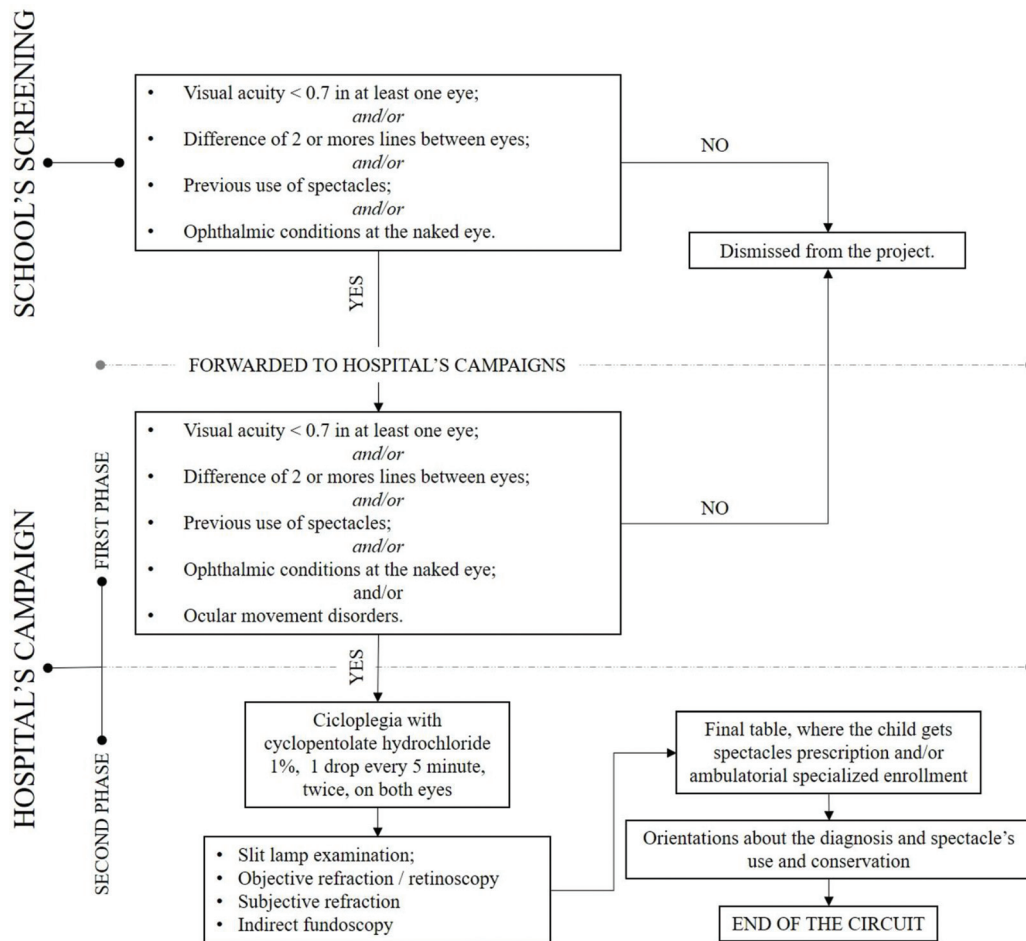 SCHOOL'S SCREENING
• Visual acuity < 0.7 in at least one eye;
and/or
• Difference of 2 or mores lines between eyes;
and/or
• Previous use of spectacles;
and/or
• Ophthalmic conditions at the naked eye.
NO
Dismissed from the project.
YES
FORWARDED TO HOSPITAL'S CAMPAIGNS
HOSPITAL'S CAMPAIGN
FIRST PHASE
• Visual acuity < 0.7 in at least one eye;
and/or
• Difference of 2 or mores lines between eyes;
and/or
• Previous use of spectacles;
and/or
• Ophthalmic conditions at the naked eye;
and/or
• Ocular movement disorders.
NO
YES
SECOND PHASE
Cicloplegia with
cyclopentolate hydrochloride
1%, 1 drop every 5 minute,
twice, on both eyes
• Slit lamp examination;
• Objective refraction / retinoscopy
• Subjective refraction
• Indirect fundoscopy
Final table, where the child gets
spectacles prescription and/or
ambulatorial specialized enrollment
Orientations about the diagnosis and spectacle's
use and conservation
END OF THE CIRCUIT